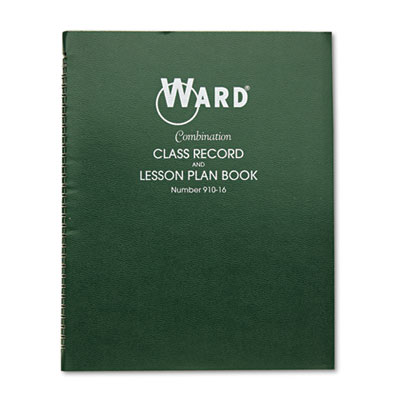 WARD®
Combination
CLASS RECORD
AND
LESSON PLAN BOOK
Number 910-16